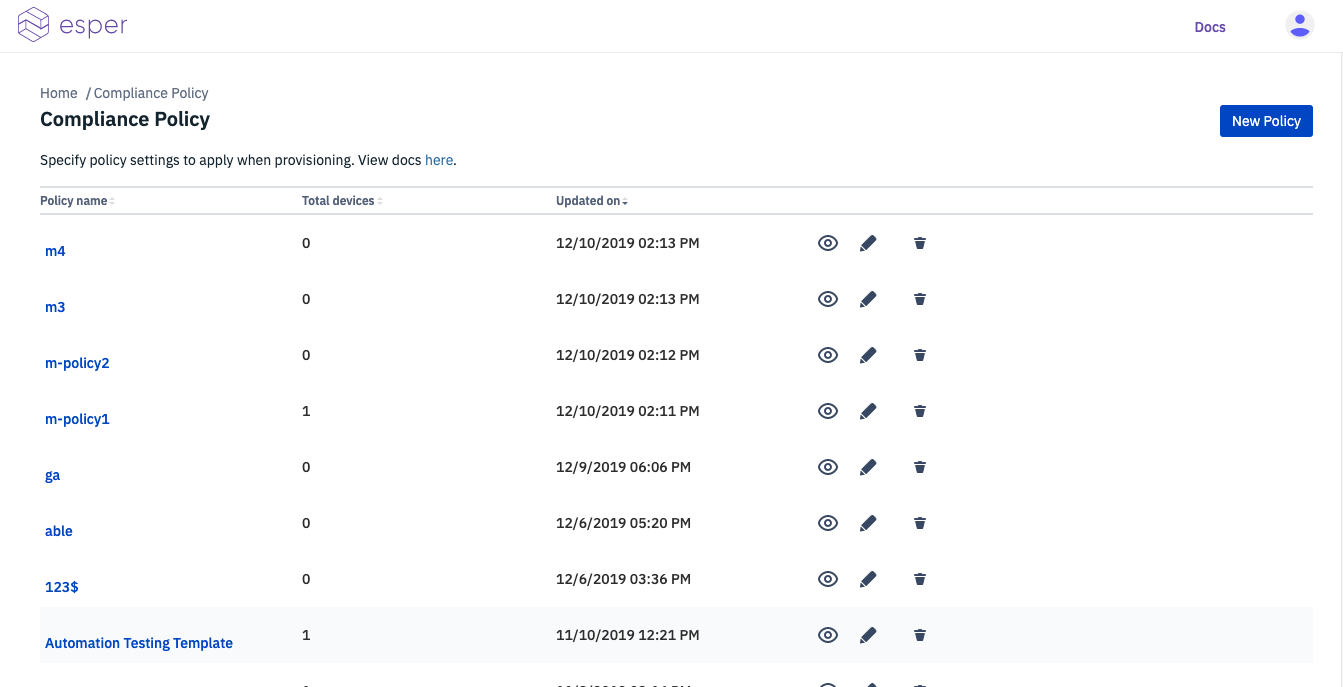 esper
Docs
Home / Compliance Policy
Compliance Policy
New Policy
Specify policy settings to apply when provisioning. View docs here.
Policy name Total devices Updated on
m4 0 12/10/2019 02:13 PM
m3 0 12/10/2019 02:13 PM
m-policy2 0 12/10/2019 02:12 PM
m-policy1 1 12/10/2019 02:11 PM
ga 0 12/9/2019 06:06 PM
able 0 12/6/2019 05:20 PM
123$ 0 12/6/2019 03:36 PM
Automation Testing Template 1 11/10/2019 12:21 PM